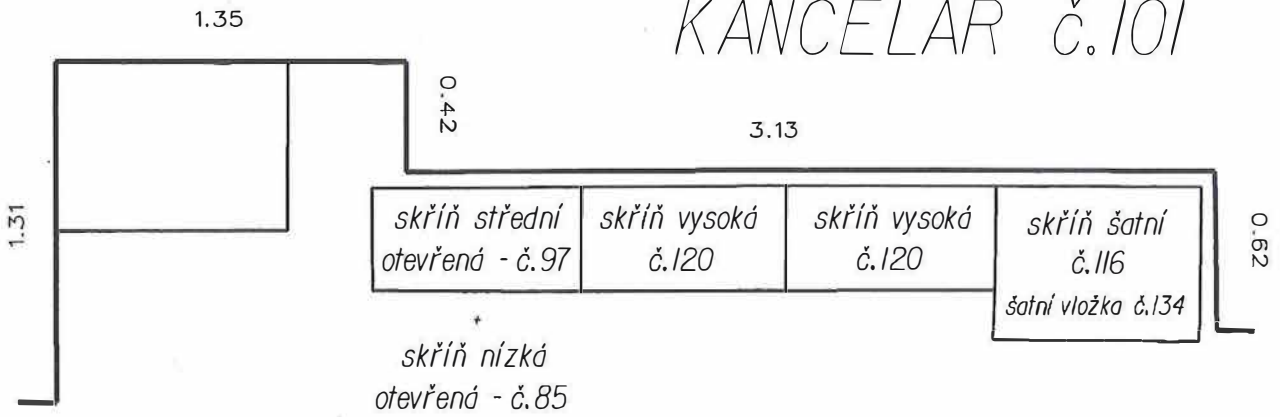 KANCELÁŘ č.101
1.35
0.42
3.13
1.31
0.62
skříň střední
otevřená - č.97
skříň vysoká
č.120
skříň vysoká
č.120
skříň šatní
č.116
šatní vložka č.134
+
skříň nízká
otevřená - č.85